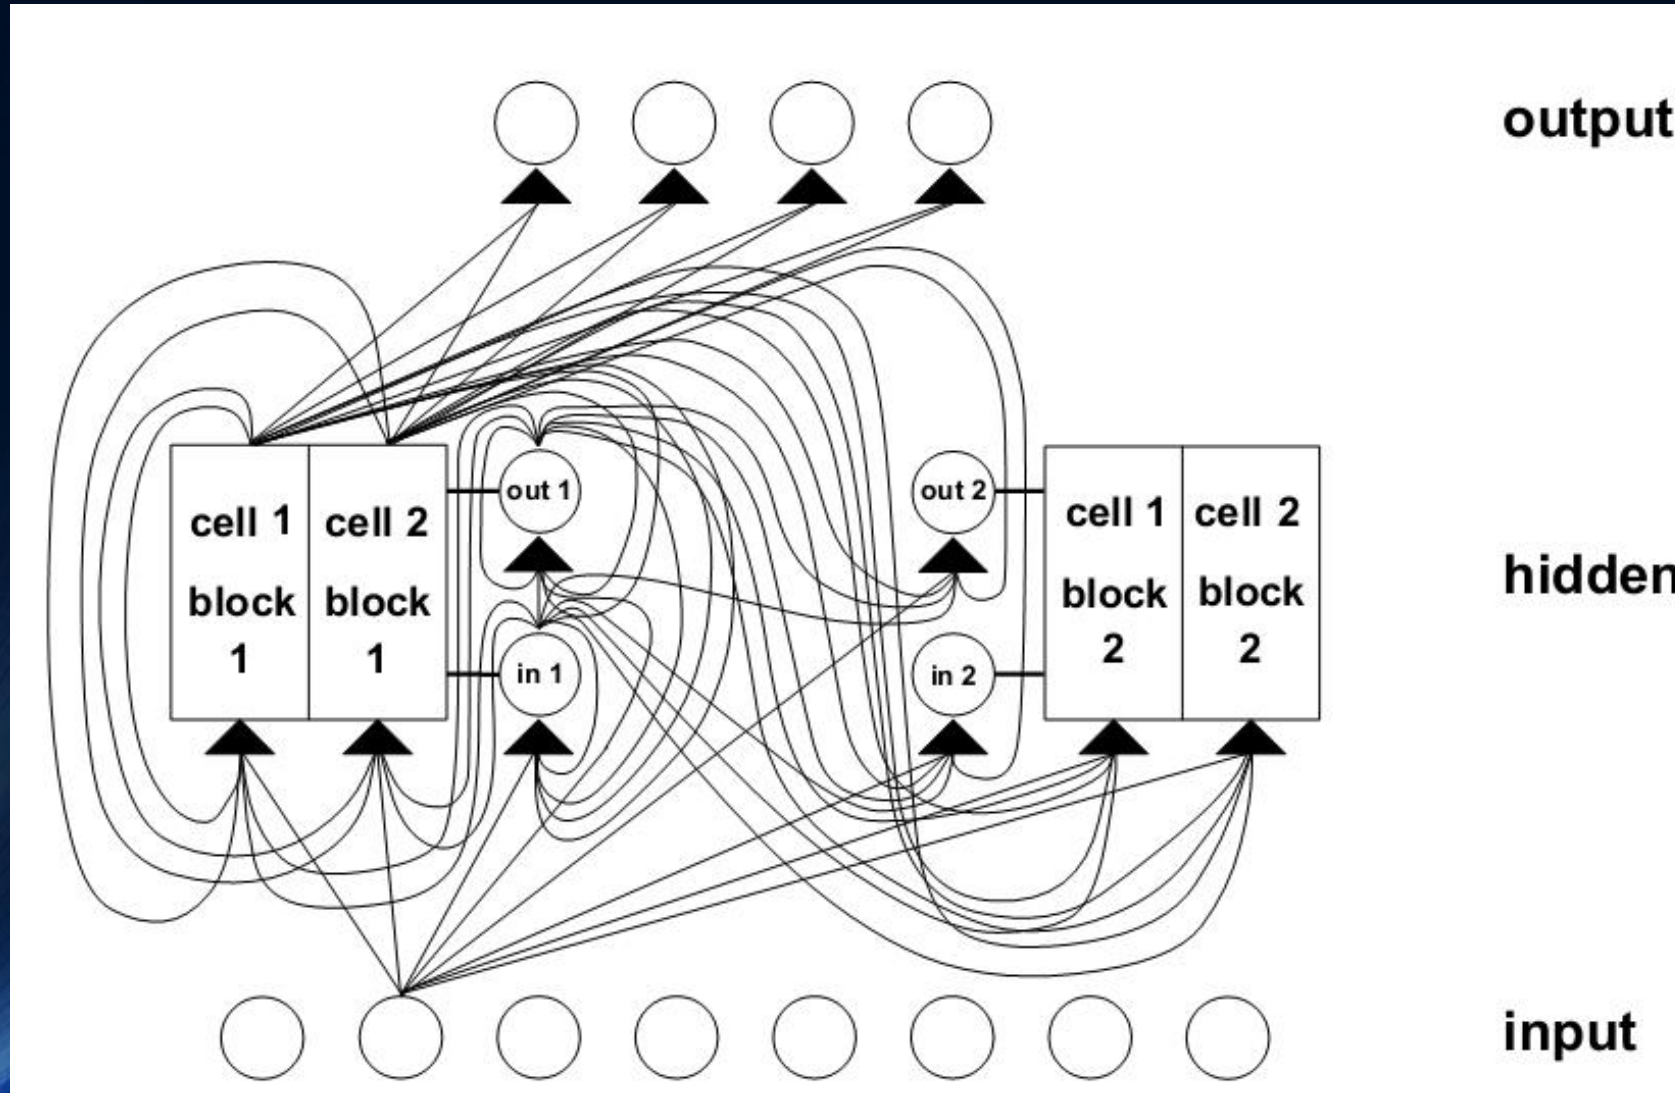 output
cell 1
block
1
cell 2
block
1
out 1
in 1
out 2
in 2
cell 1
block
2
cell 2
block
2
hidden
input